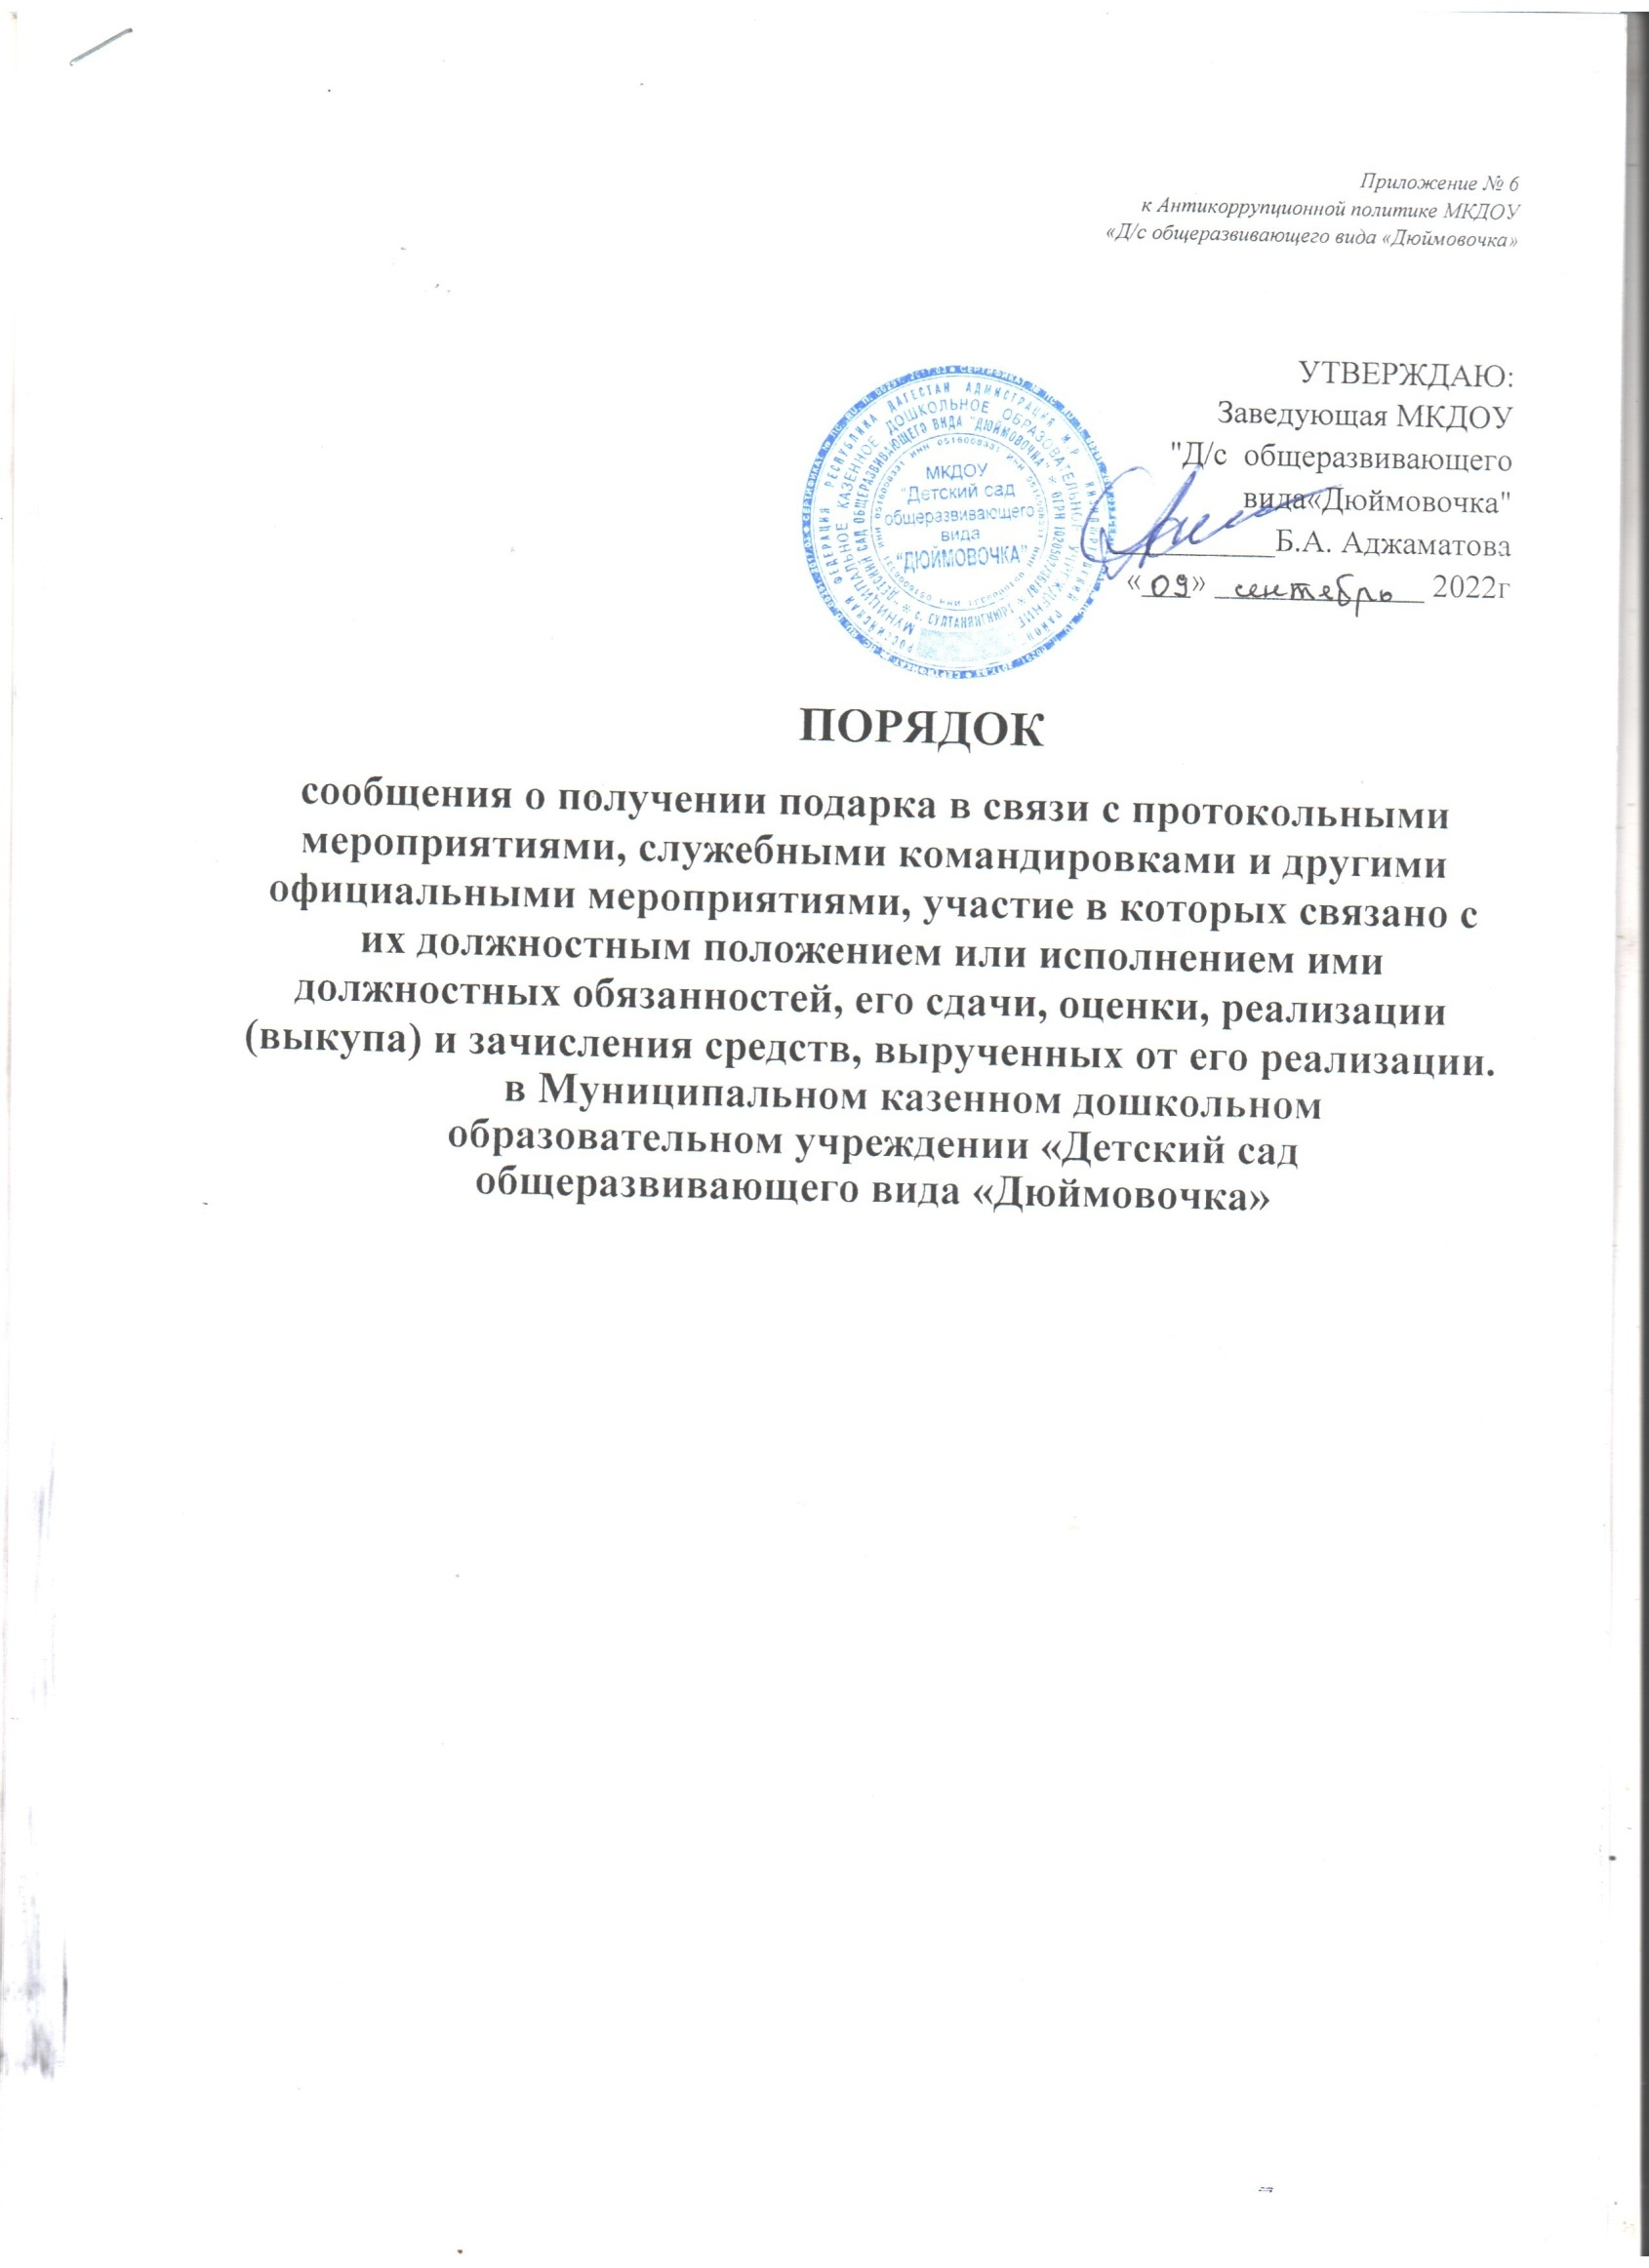 Приложение № 6
к Антикоррупционной политике МКДОУ
«Д/с общеразвивающего вида «Дюймовочка»
УТВЕРЖДАЮ:
Заведующая МКДОУ
"Д/с общеразвивающего
вида«Дюймовочка"
____________Б.А. Аджаматова
«09» сентябрь 2022г
МКДОУ
"Детский сад
общеразвивающего
вида
"ДЮЙМОВОЧКА"
ПОРЯДОК
сообщения о получении подарка в связи с протокольными
мероприятиями, служебными командировками и другими
официальными мероприятиями, участие в которых связано с
их должностным положением или исполнением ими
должностных обязанностей, его сдачи, оценки, реализации
(выкупа) и зачисления средств, вырученных от его реализации.
в Муниципальном казенном дошкольном
образовательном учреждении «Детский сад
общеразвивающего вида «Дюймовочка»